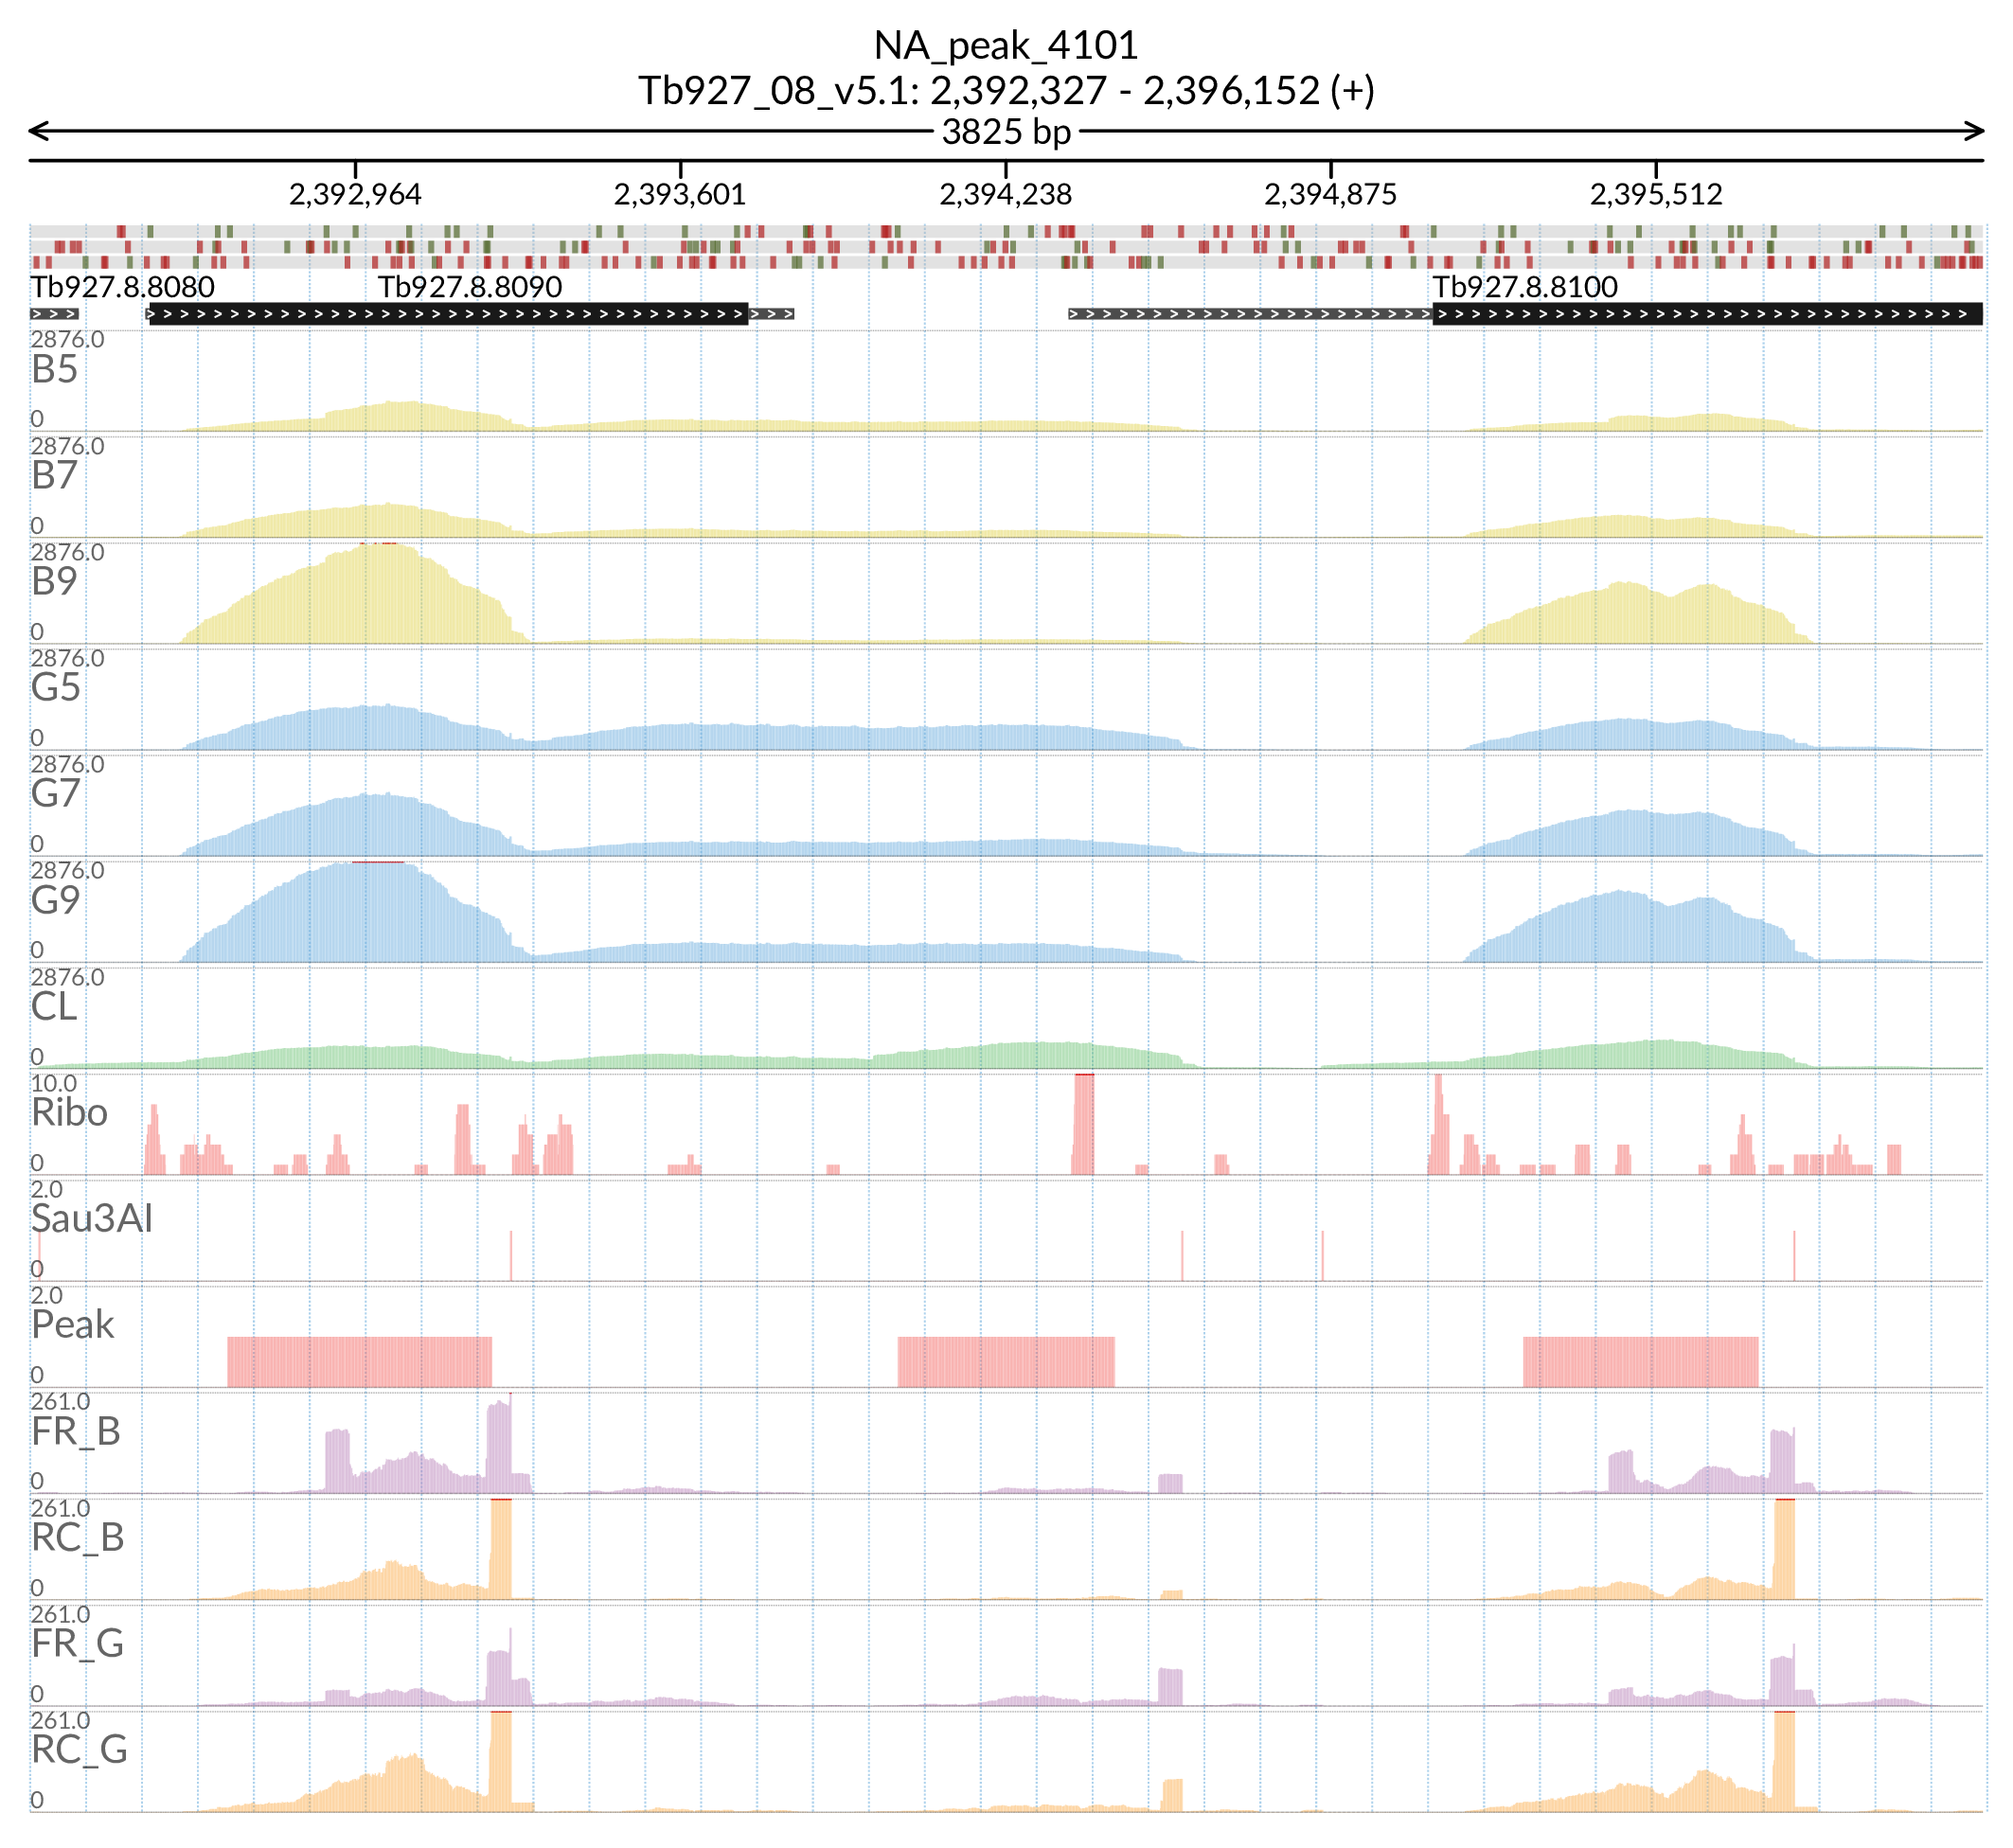 NA_peak_4101
Tb927_08_v5.1: 2,392,327 - 2,396,152 (+)
3825 bp
2,392,964 2,393,601 2,394,238 2,394,875 2,395,512
Tb927.8.8080 Tb927.8.8090 Tb927.8.8100
2876.0
B5
0
2876.0
B7
0
2876.0
B9
0
2876.0
G5
0
2876.0
G7
0
2876.0
G9
0
2876.0
CL
0
10.0
Ribo
0
2.0
Sau3AI
0
2.0
Peak
0
261.0
FR_B
0
261.0
RC_B
0
261.0
FR_G
0
261.0
RC_G
0